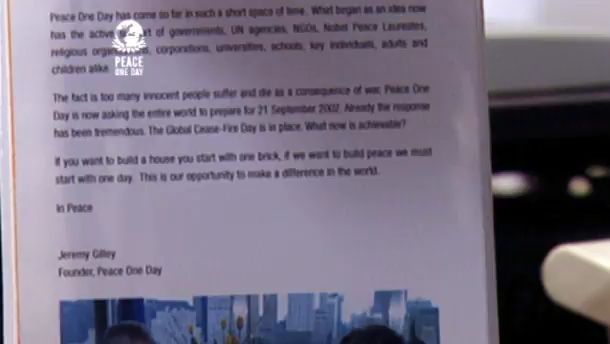 Peace One Day has come so far in such a short space of time. What began as an idea now
has the active of governments, UN agencies, NGOs, Nobel Peace Laureates,
religious corporations, universities, schools, key individuals, adults and
children alike.
PEACE
ONE DAY
The fact is too many innocent people suffer and die as a consequence of war. Peace One
Day is now asking the entire world to prepare for 21 September 2002. Already the response
has been tremendous. The Global Cease-Fire Day is in place. What now is achievable?
If you want to build a house you start with one brick, if we want to build peace we must
start with one day. This is our opportunity to make a difference in the world.
In Peace
Jeremy Gilley
Founder, Peace One Day